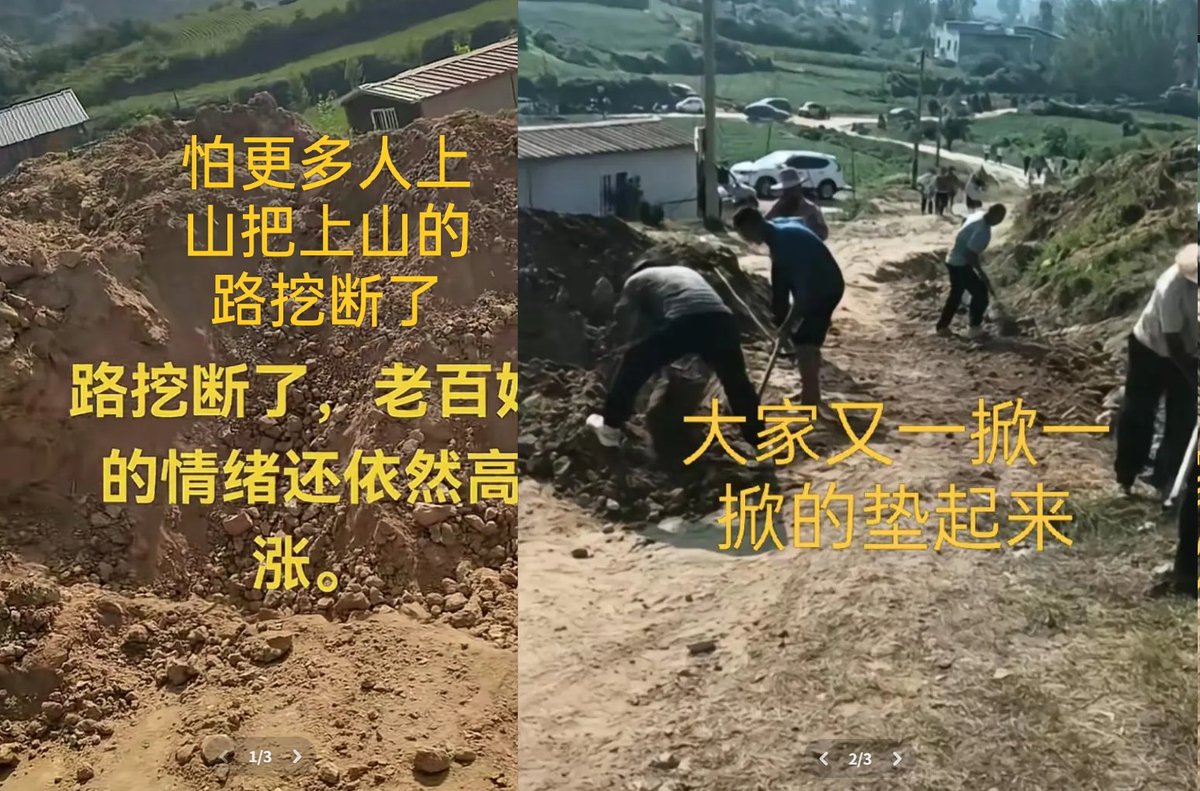 怕更多人上
山把上山的
路挖断了
路挖断了，老百
的情绪还依然高
涨。
1/3
大家又一掀一
掀的垫起来
2/3